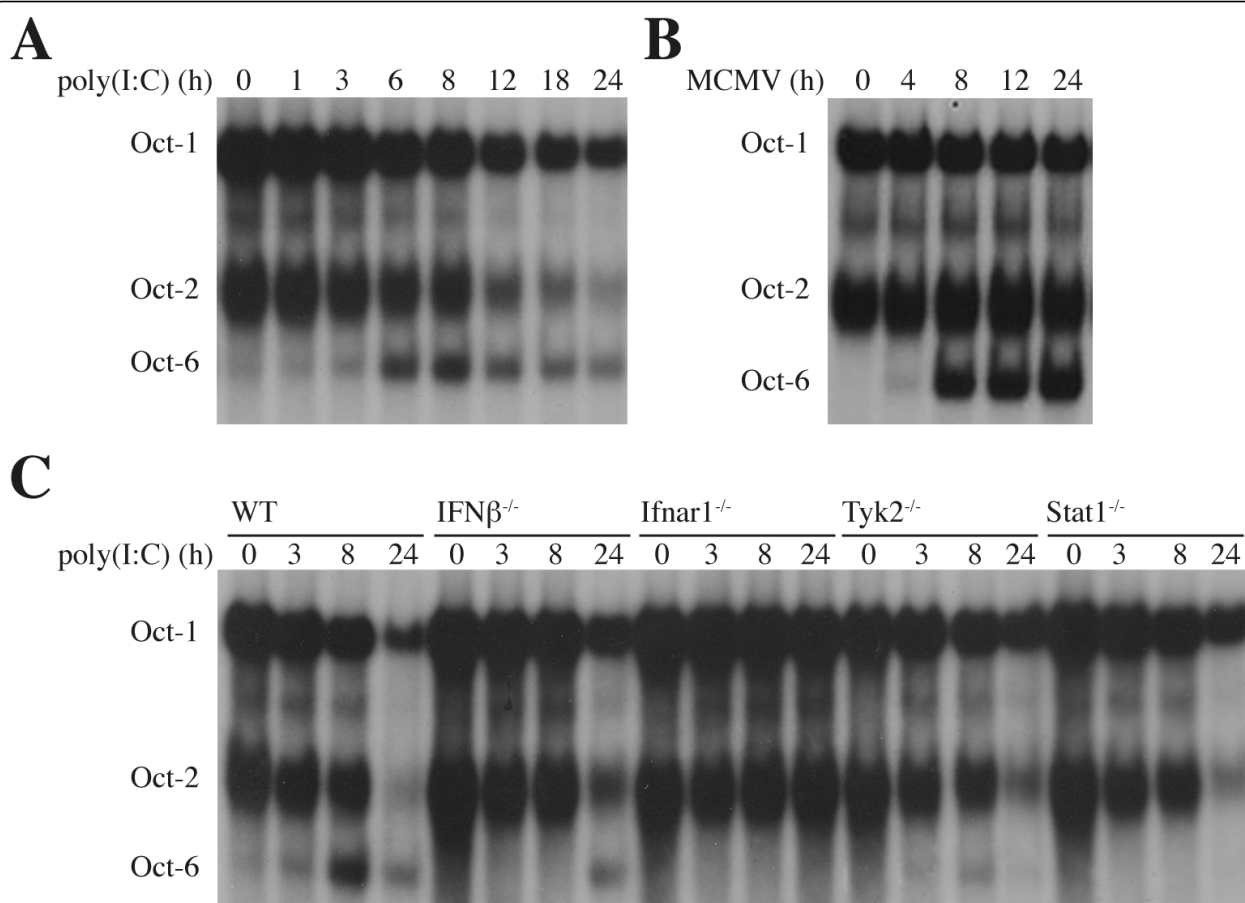 A
poly(I:C) (h) 0 1 3 6 8 12 18 24
Oct-1
Oct-2
Oct-6
B
MCMV (h) 0 4 8 12 24
Oct-1
Oct-2
Oct-6
C
WT IFNβ-/- Ifnar1-/- Tyk2-/- Stat1-/-
poly(I:C) (h) 0 3 8 24 0 3 8 24 0 3 8 24 0 3 8 24 0 3 8 24
Oct-1
Oct-2
Oct-6